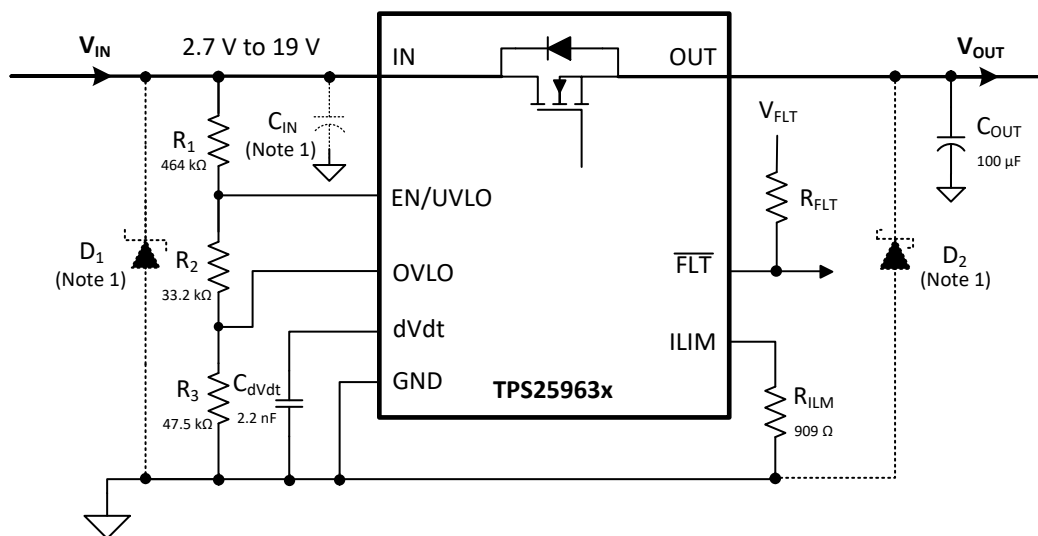 V_IN
2.7 V to 19 V
IN
OUT
V_OUT
R_1
464 kΩ
C_IN
(Note 1)
V_FLT
C_OUT
100 µF
R_FLT
EN/UVLO
D_1
(Note 1)
R_2
33.2 kΩ
OVLO
FLT
D_2
(Note 1)
dVdt
ILIM
R_3
47.5 kΩ
C_dVdt
2.2 nF
GND
TPS25963x
R_ILM
909 Ω